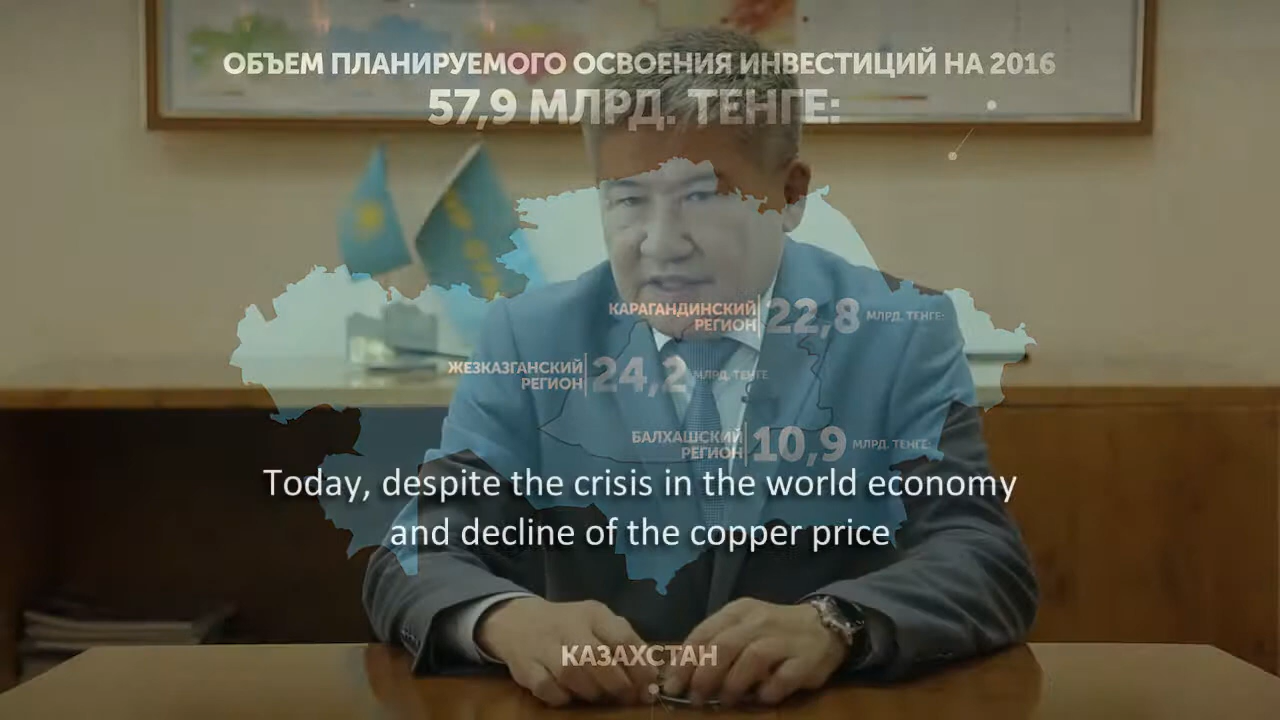 ОБЪЕМ ПЛАНИРУЕМОГО ОСВОЕНИЯ ИНВЕСТИЦИЙ НА 2016
57,9 МЛРД. ТЕНГЕ:
КАРАГАНДИНСКИЙ
РЕГИОН
22,8 МЛРД. ТЕНГЕ:
ЖЕЗКАЗГАНСКИЙ
РЕГИОН
24,2 МЛРД. ТЕНГЕ
БАЛХАШСКИЙ
РЕГИОН
10,9 МЛРД. ТЕНГЕ:
Today, despite the crisis in the world economy
and decline of the copper price
КАЗАХСТАН